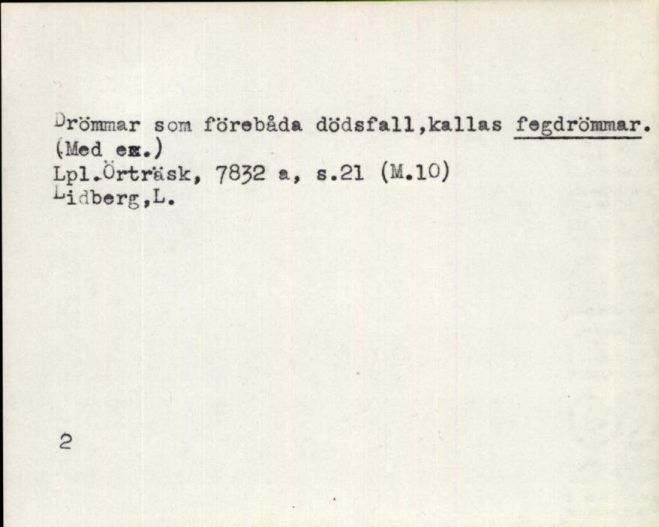 Drömmar som förebåda dödsfall,kallas fegdrömmar.
(Med ex.)
Lpl.Örträsk, 7832 a, s.21 (M.10)
Lidberg,L.
2